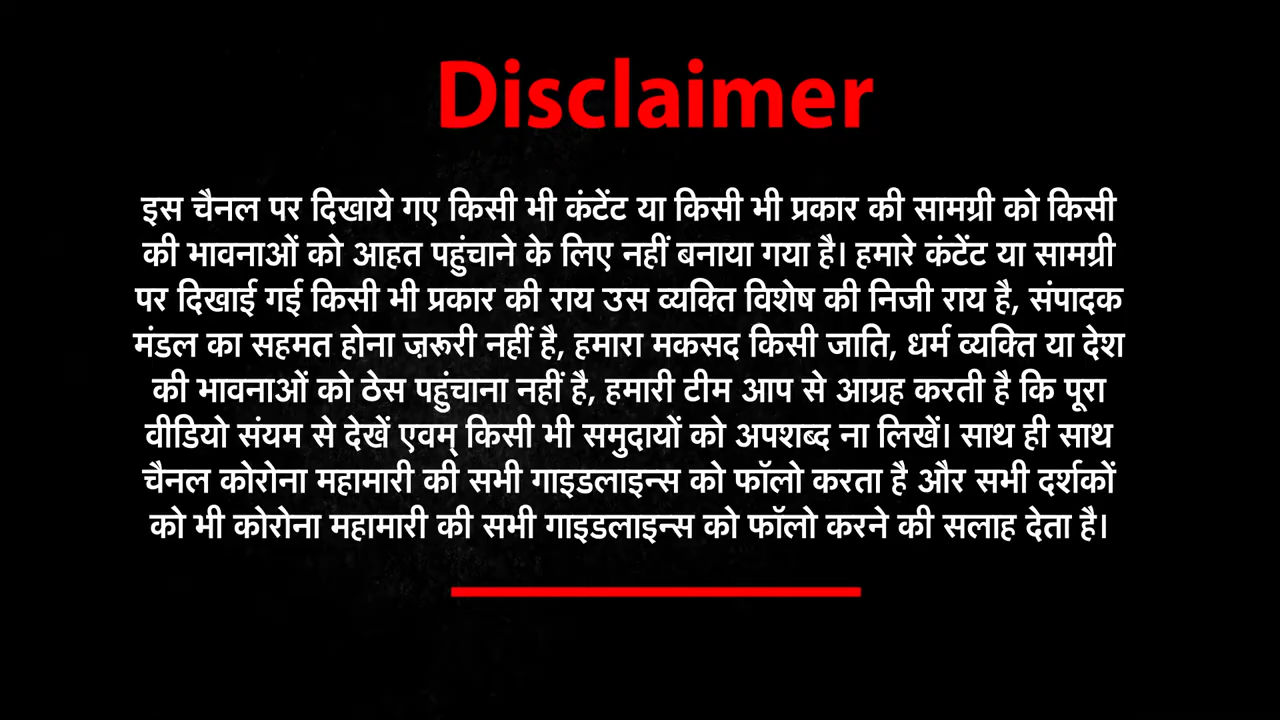 Disclaimer
इस चैनल पर दिखाये गए किसी भी कंटेंट या किसी भी प्रकार की सामग्री को किसी
की भावनाओं को आहत पहुंचाने के लिए नहीं बनाया गया है। हमारे कंटेंट या सामग्री
पर दिखाई गई किसी भी प्रकार की राय उस व्यक्ति विशेष की निजी राय है, संपादक
मंडल का सहमत होना ज़रूरी नहीं है, हमारा मकसद किसी जाति, धर्म व्यक्ति या देश
की भावनाओं को ठेस पहुंचाना नहीं है, हमारी टीम आप से आग्रह करती है कि पूरा
वीडियो संयम से देखें एवम् किसी भी समुदायों को अपशब्द ना लिखें। साथ ही साथ
चैनल कोरोना महामारी की सभी गाइडलाइन्स को फॉलो करता है और सभी दर्शकों
को भी कोरोना महामारी की सभी गाइडलाइन्स को फॉलो करने की सलाह देता है।